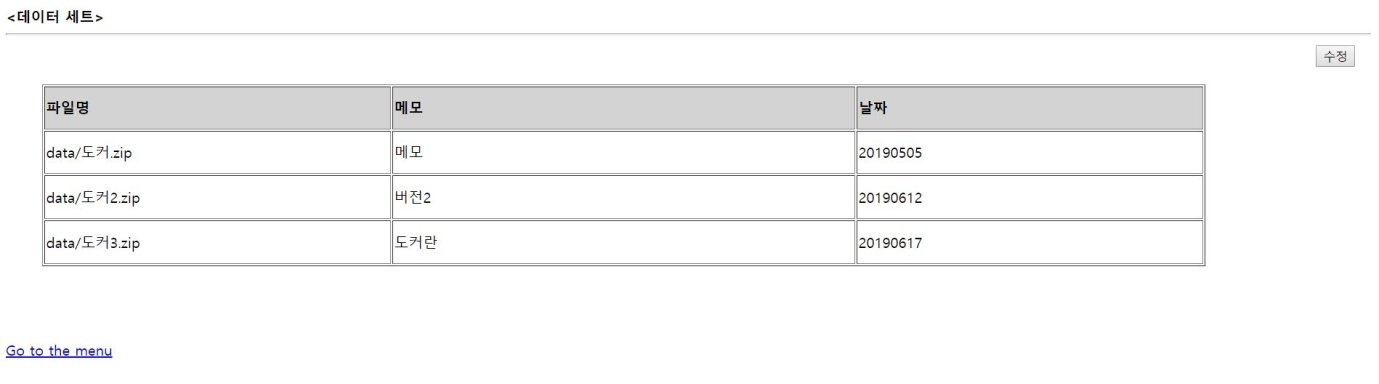 <데이터 세트>
수정
파일명 메모 날짜
data/도커.zip 메모 20190505
data/도커2.zip 버전2 20190612
data/도커3.zip 도커란 20190617
Go to the menu